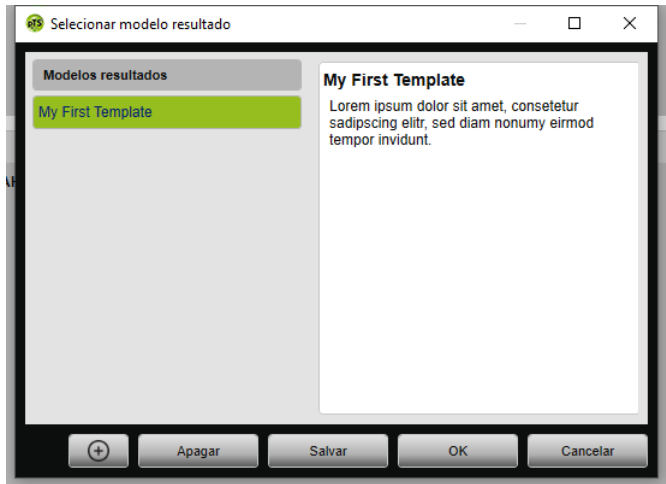 pTS Selecionar modelo resultado
Modelos resultados
My First Template
My First Template
Lorem ipsum dolor sit amet, consetetur
sadipscing elitr, sed diam nonumy eirmod
tempor invidunt.
Apagar
Salvar
OK
Cancelar